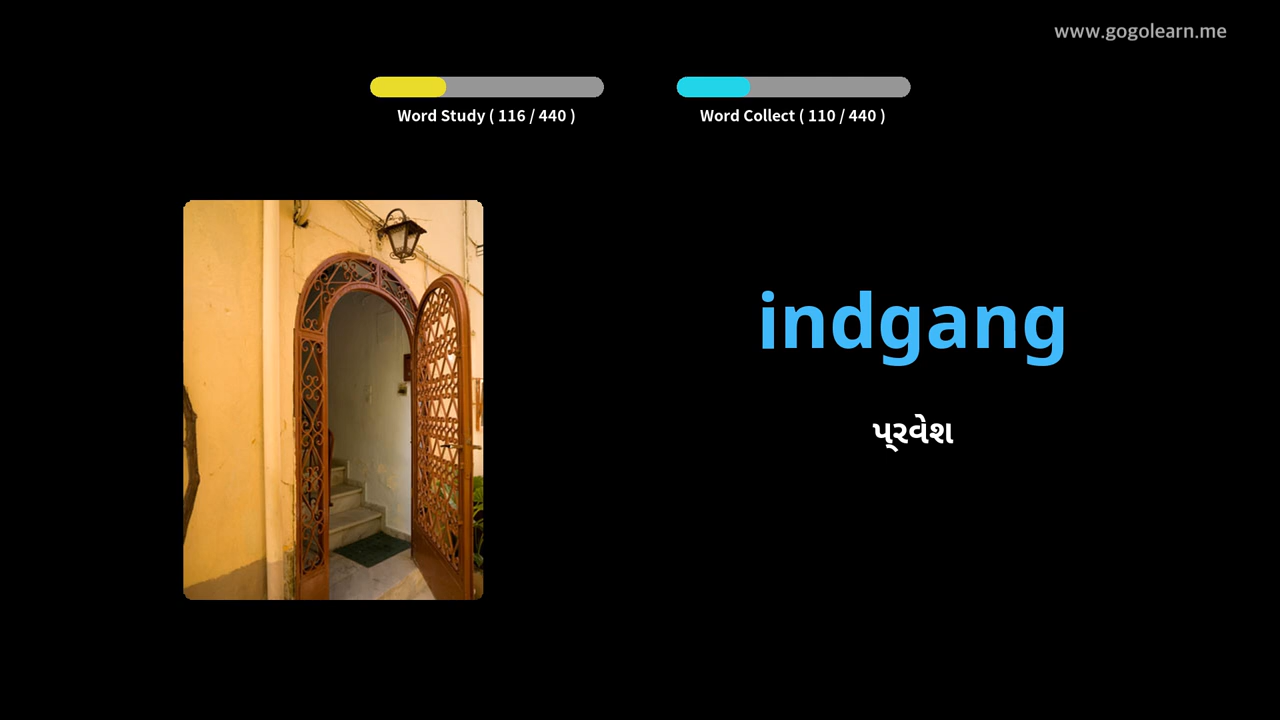 www.gogolearn.me
Word Study ( 116 / 440 )
Word Collect ( 110 / 440 )
indgang
પ્રવેશ